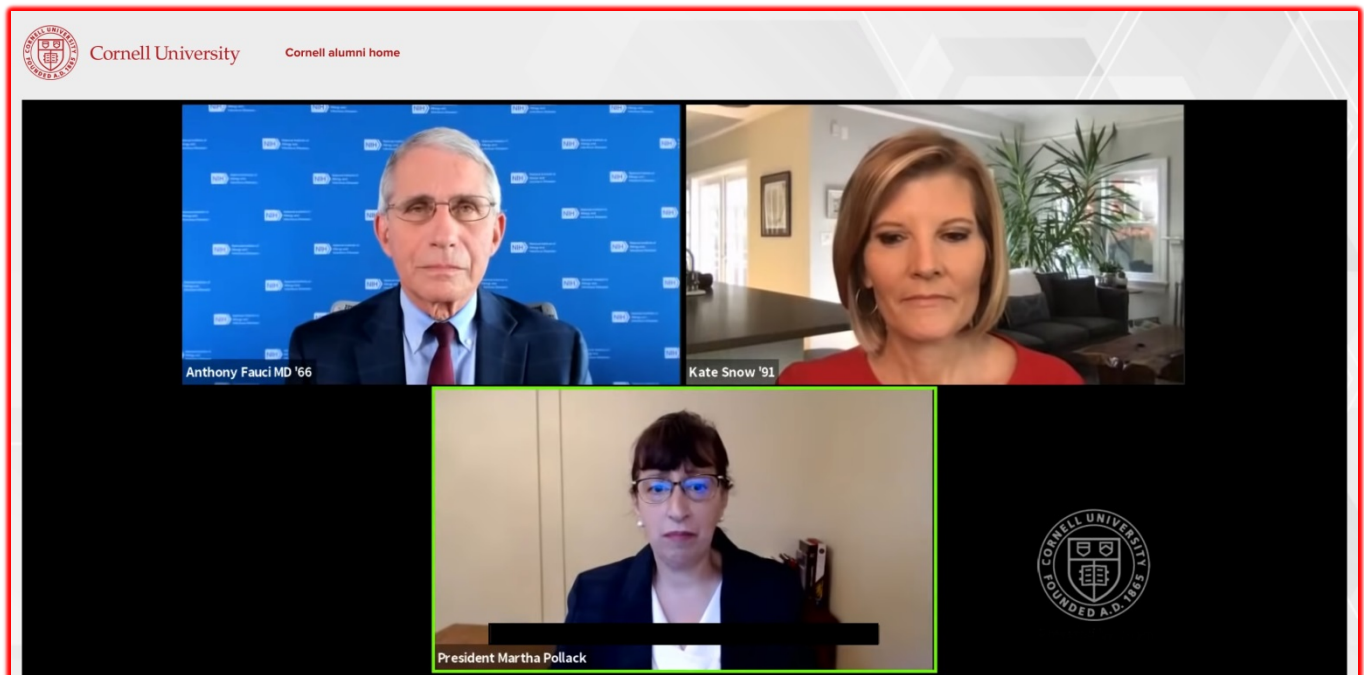 Cornell University
Cornell alumni home
NIH
Anthony Fauci MD '66
Kate Snow '91
President Martha Pollack
CORNELL UNIVERSITY
FOUNDED A.D. 1865